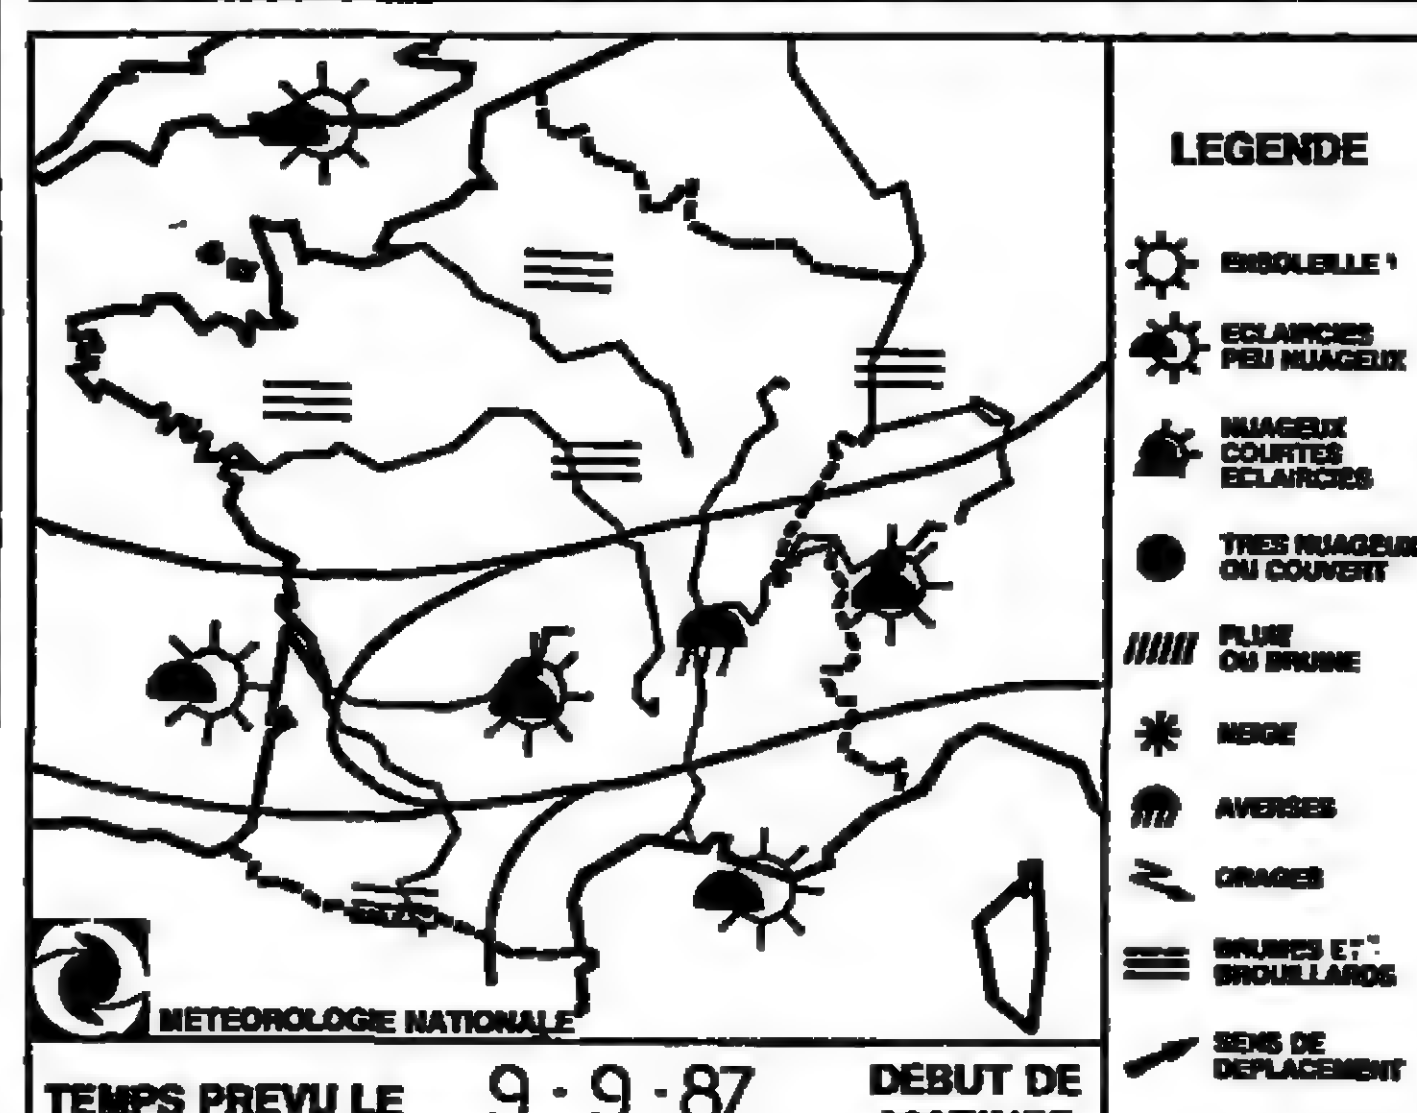 LEGENDE
ENSOLEILLE
ECLAIRCIES
PEU NUAGEUX
NUAGEUX
COURTES
ECLAIRCIES
TRES NUAGEUX
OU COUVERT
PLUIE
OU BRUINE
NEIGE
AVERSES
ORAGES
BRUMES ET
BROUILLARDS
SENS DE
DEPLACEMENT
METEOROLOGIE NATIONALE
TEMPS PREVU LE 9-9-87 DEBUT DE